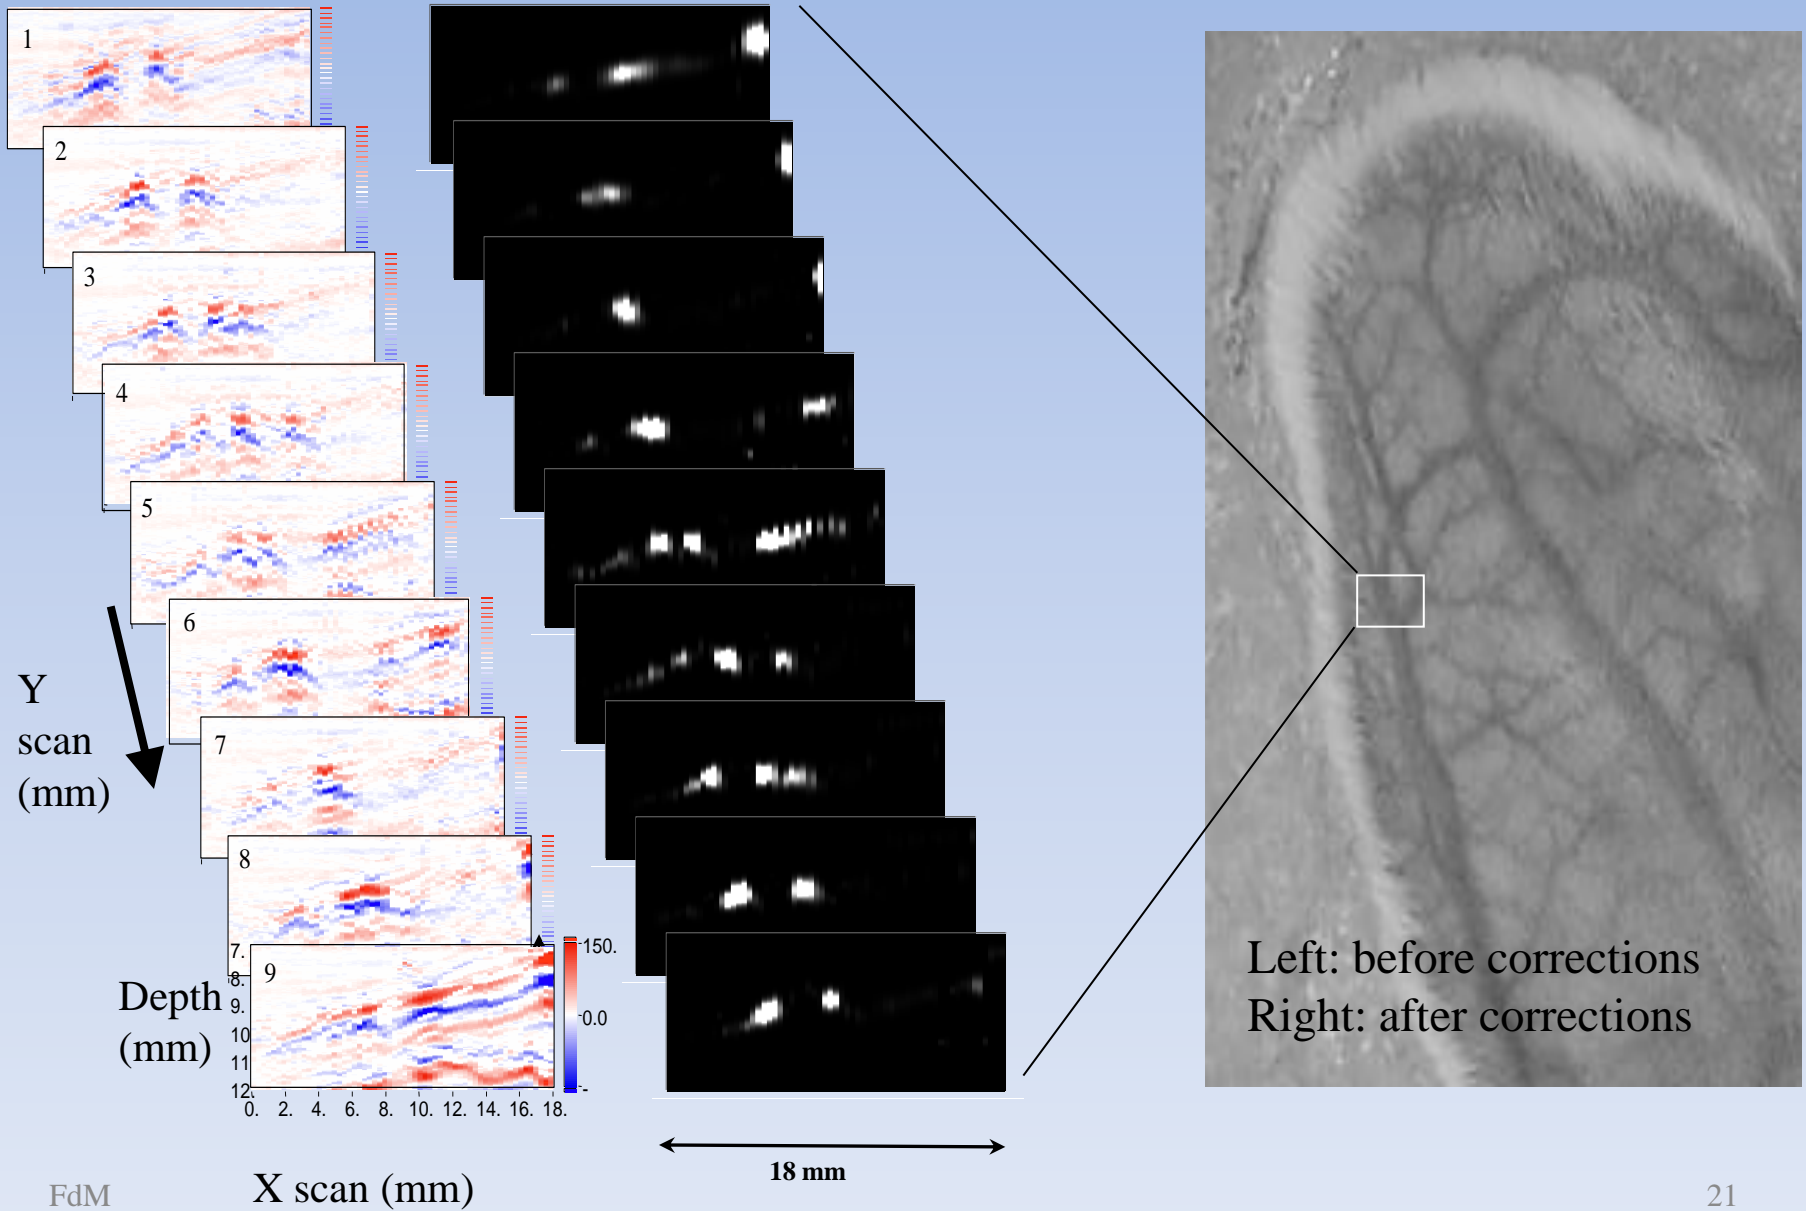 1
2
3
4
5
6
7
8
9
Y
scan
(mm)
Depth
(mm)
7.
8.
9.
10
11
12.
0. 2. 4. 6. 8. 10. 12. 14. 16. 18.
150.
0.0
-
X scan (mm)
18 mm
Left: before corrections
Right: after corrections
FdM
21